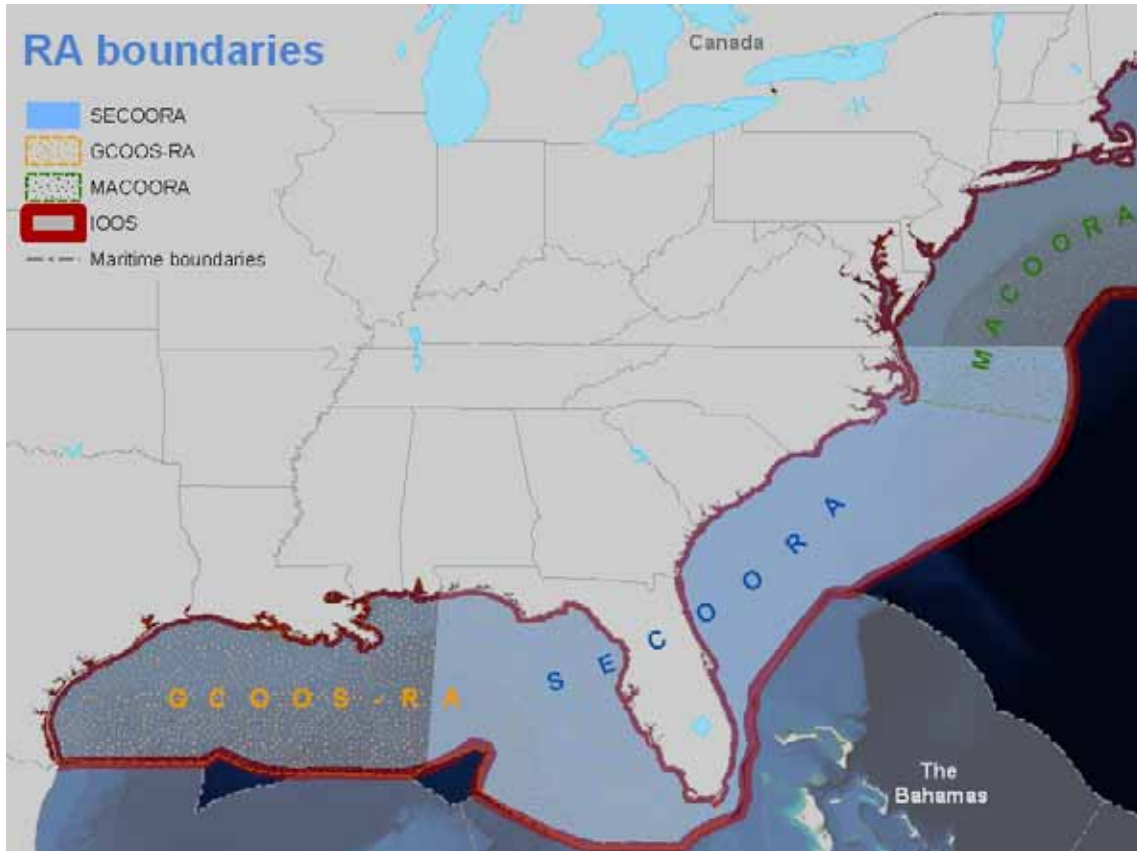 RA boundaries
SECOORA
GCOOS-RA
MACOORA
IOOS
Maritime boundaries
Canada
MACOORA
SECOORA
GCOOS-RA
The
Bahamas